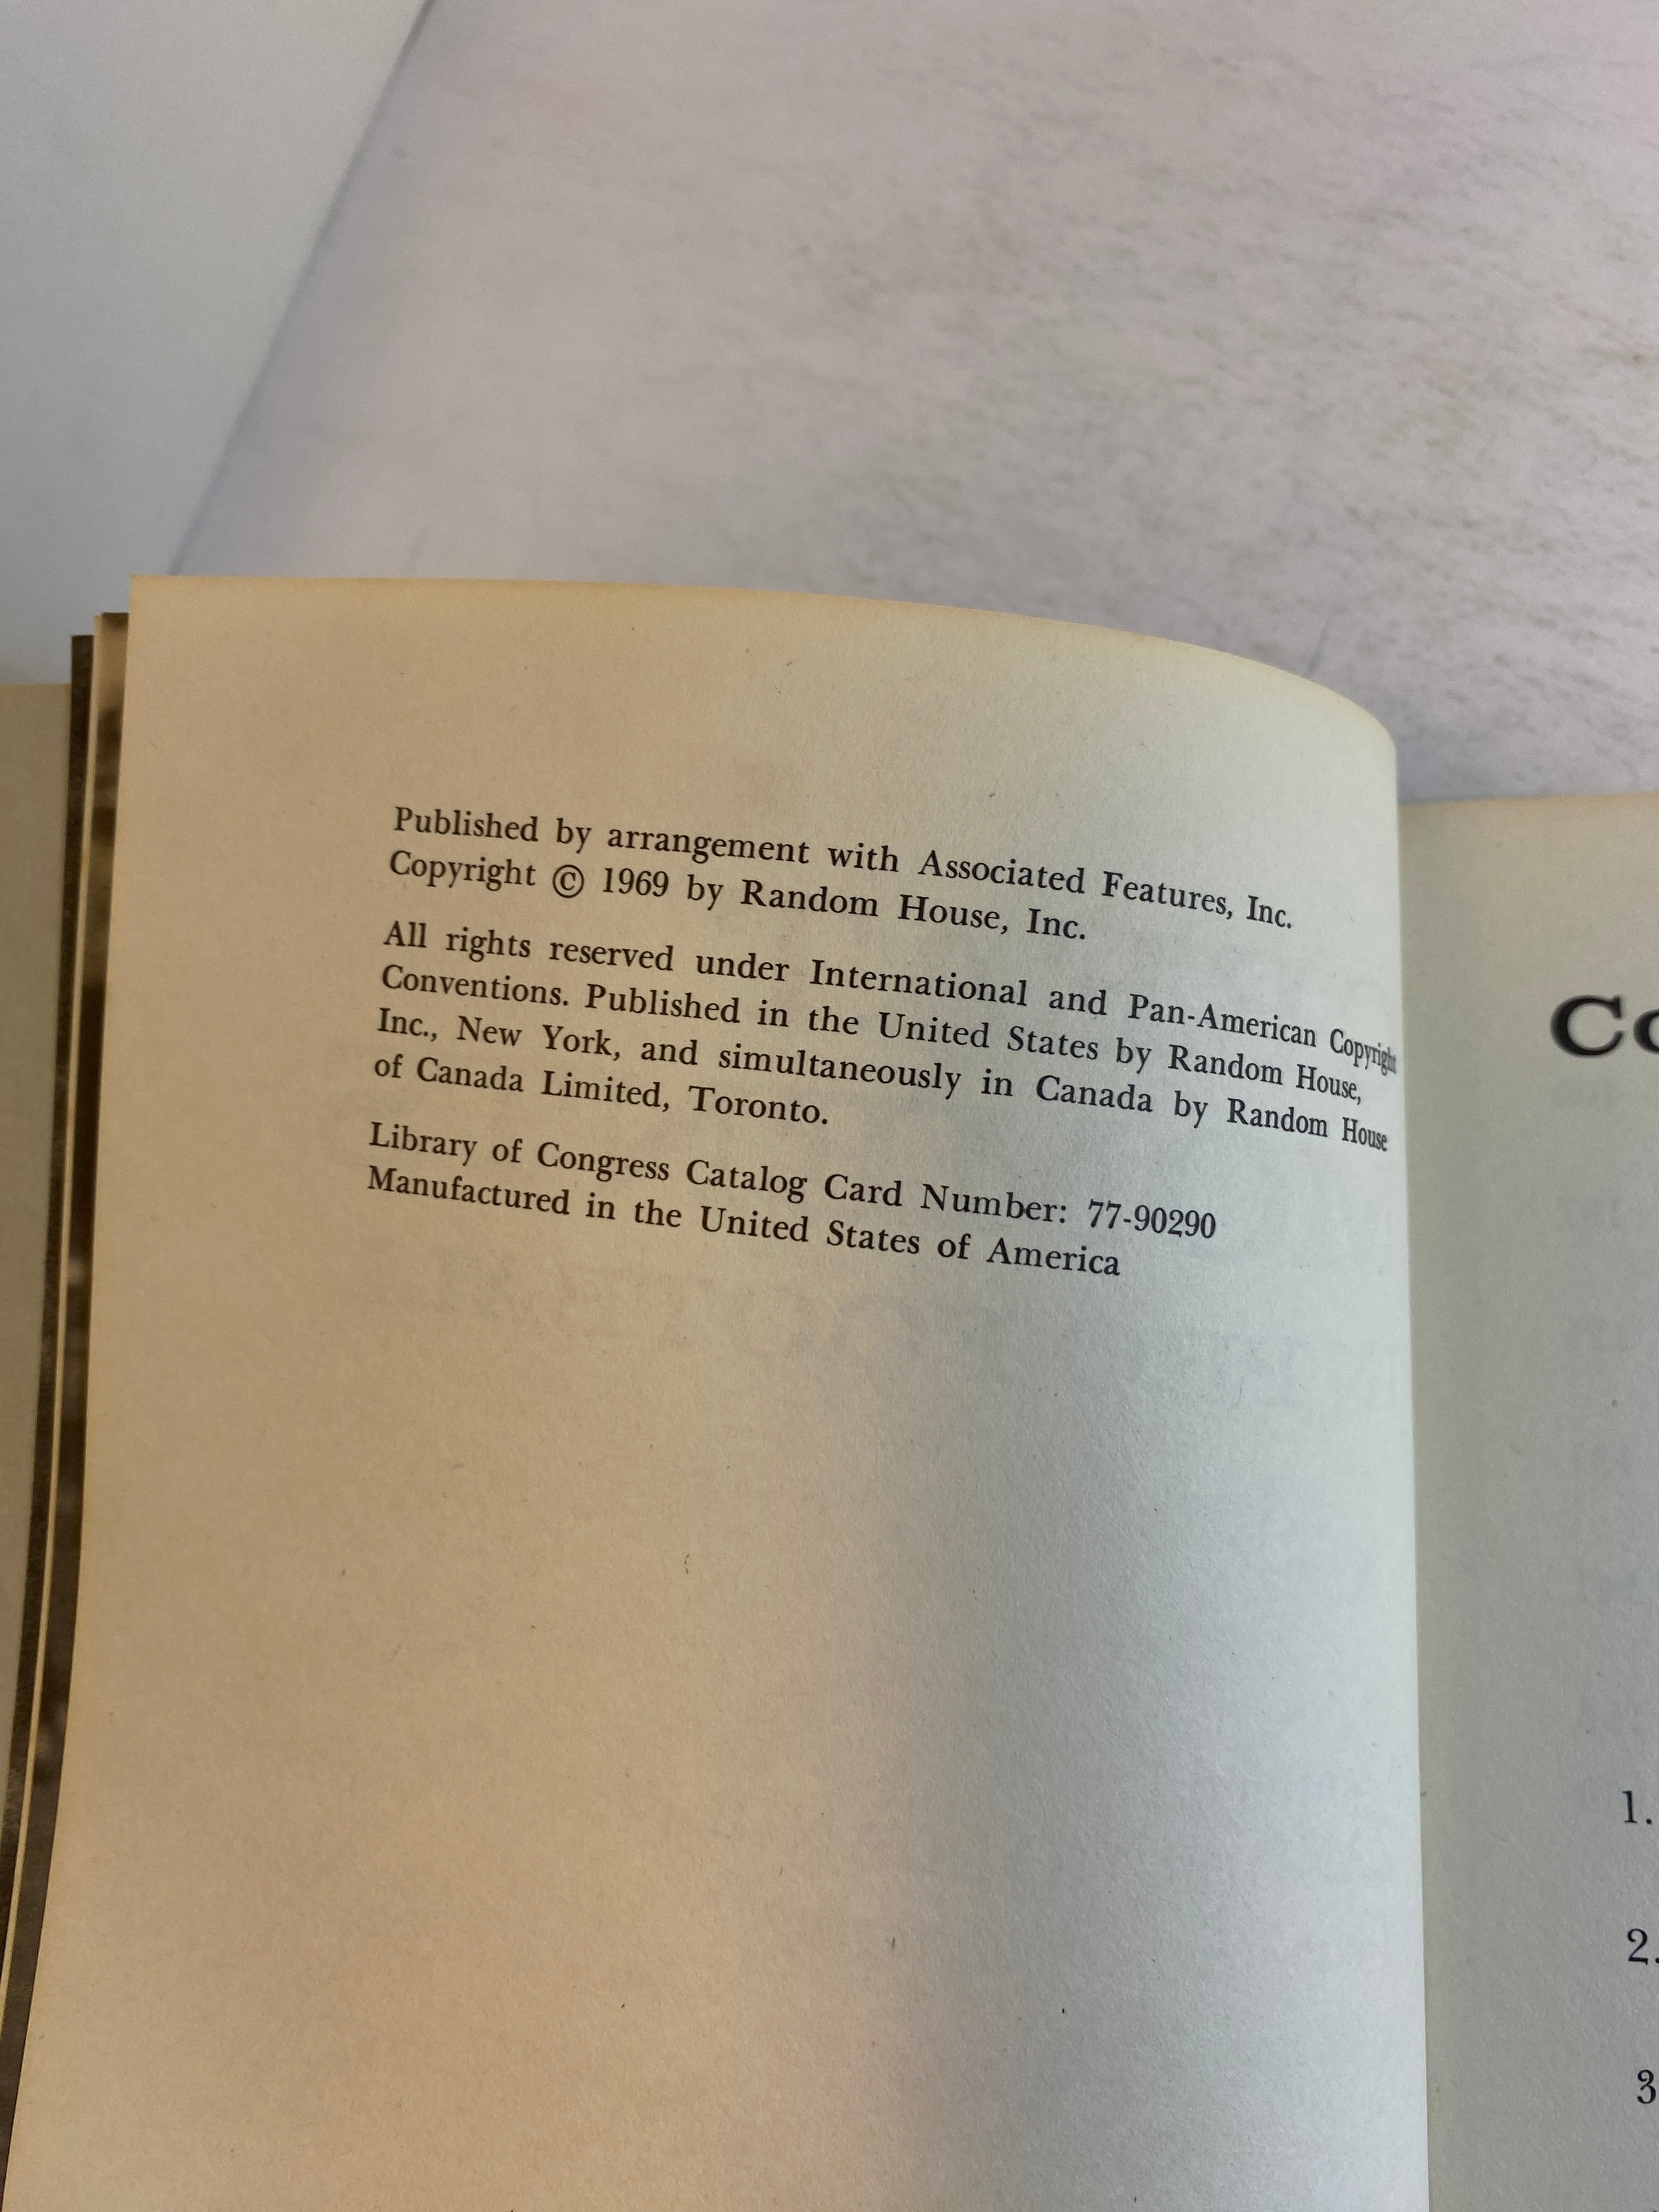 Published by arrangement with Associated Features, Inc.
Copyright © 1969 by Random House, Inc.
All rights reserved under International and Pan-American Copyright
Conventions. Published in the United States by Random House,
Inc., New York, and simultaneously in Canada by Random House
of Canada Limited, Toronto.
Library of Congress Catalog Card Number: 77-90290
Manufactured in the United States of America
Co
1.
2.
3